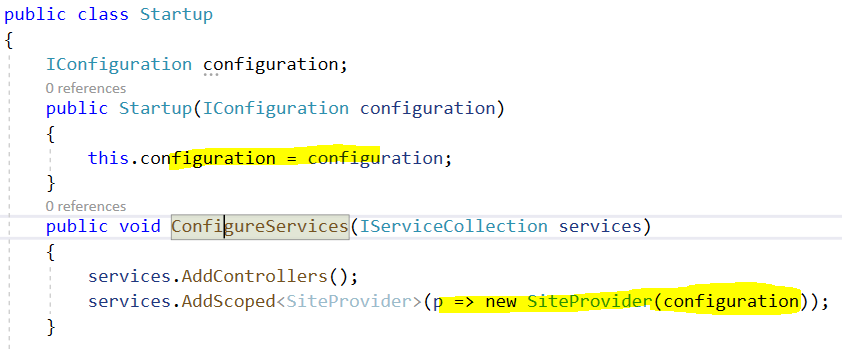 public class Startup
{
IConfiguration configuration;
0 references
public Startup(IConfiguration configuration)
{
this.configuration = configuration;
}
0 references
public void ConfigureServices(IServiceCollection services)
{
services.AddControllers();
services.AddScoped<SiteProvider>(p => new SiteProvider(configuration));
}